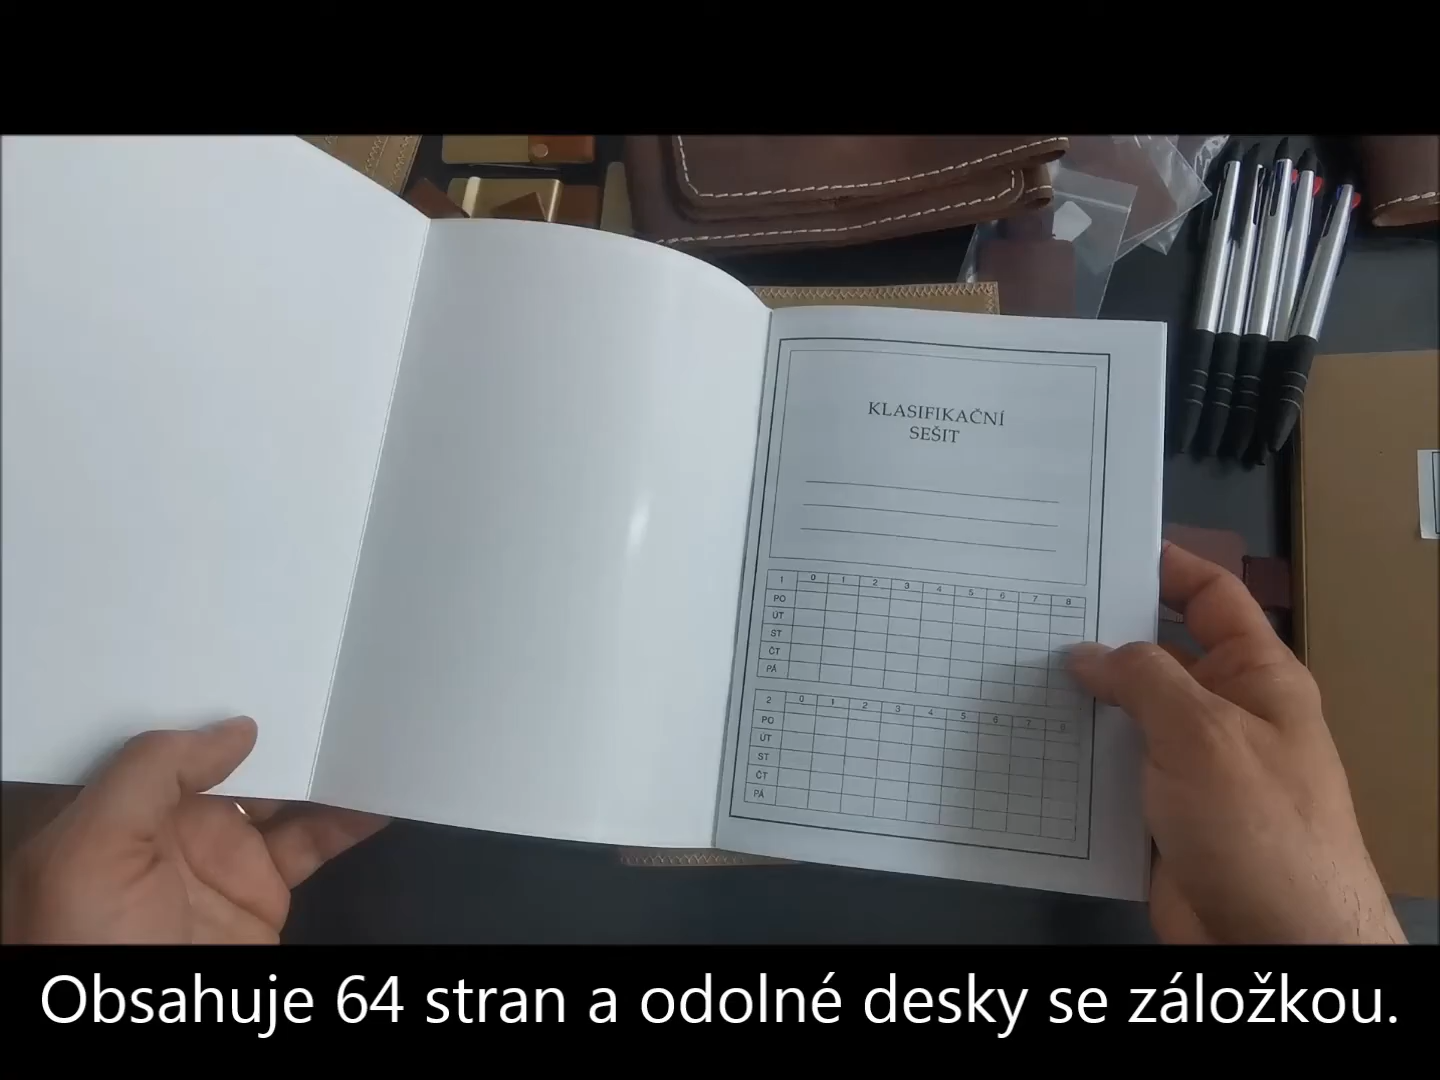 KLASIFIKAČNÍ
SEŠIT
1 0 1 2 3 4 5 6 7 8
PO
ÚT
ST
ČT
PÁ
2 0 1 2 3 4 5 6 7 8
PO
ÚT
ST
ČT
PÁ
Obsahuje 64 stran a odolné desky se záložkou.